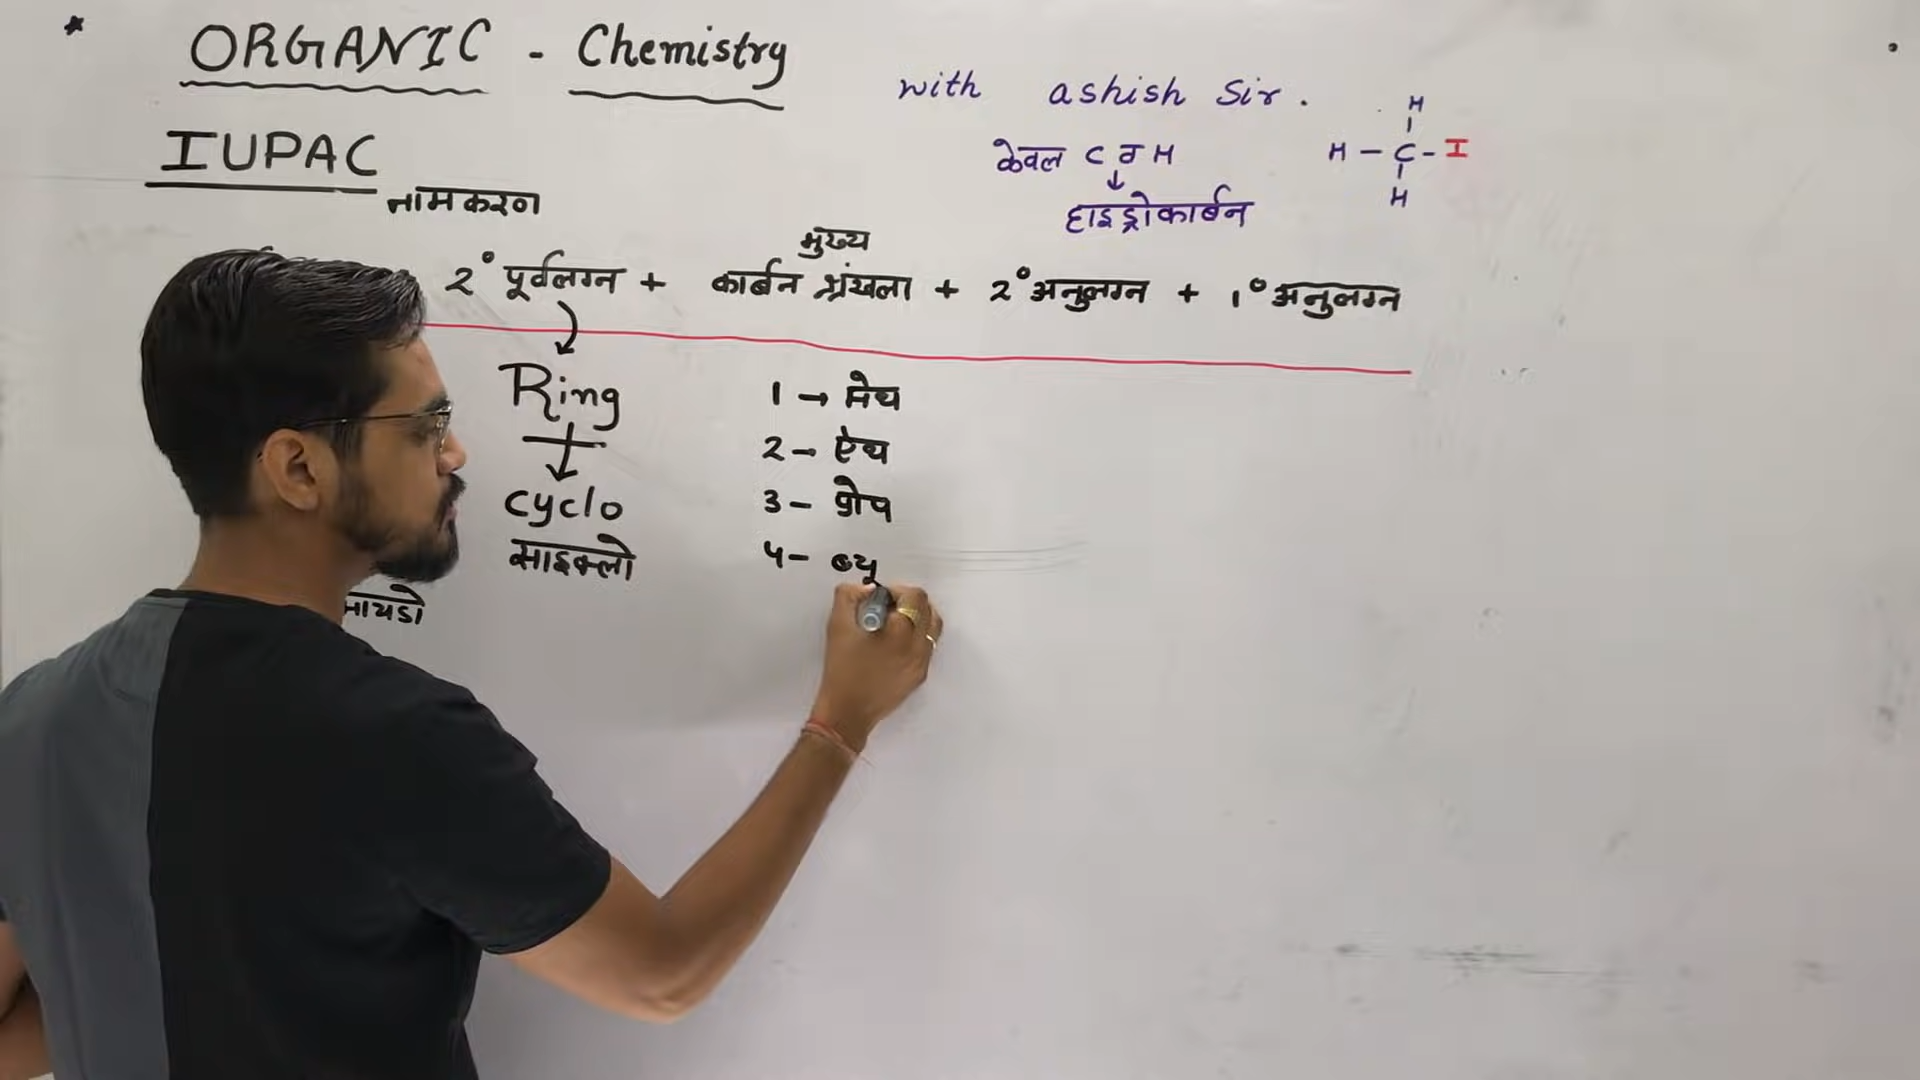 * ORGANIC - Chemistry
with ashish Sir.
IUPAC
नामकरण
केवल C व H
↓
हाइड्रोकार्बन
H
H - C - I
H
मुख्य
2° पूर्वलग्न + कार्बन श्रृंखला + 2° अनुलग्न + 1° अनुलग्न
Ring
cyclo
साइक्लो
1 → मेथ
2 - ऐथ
3 - प्रोप
4 - ब्यू